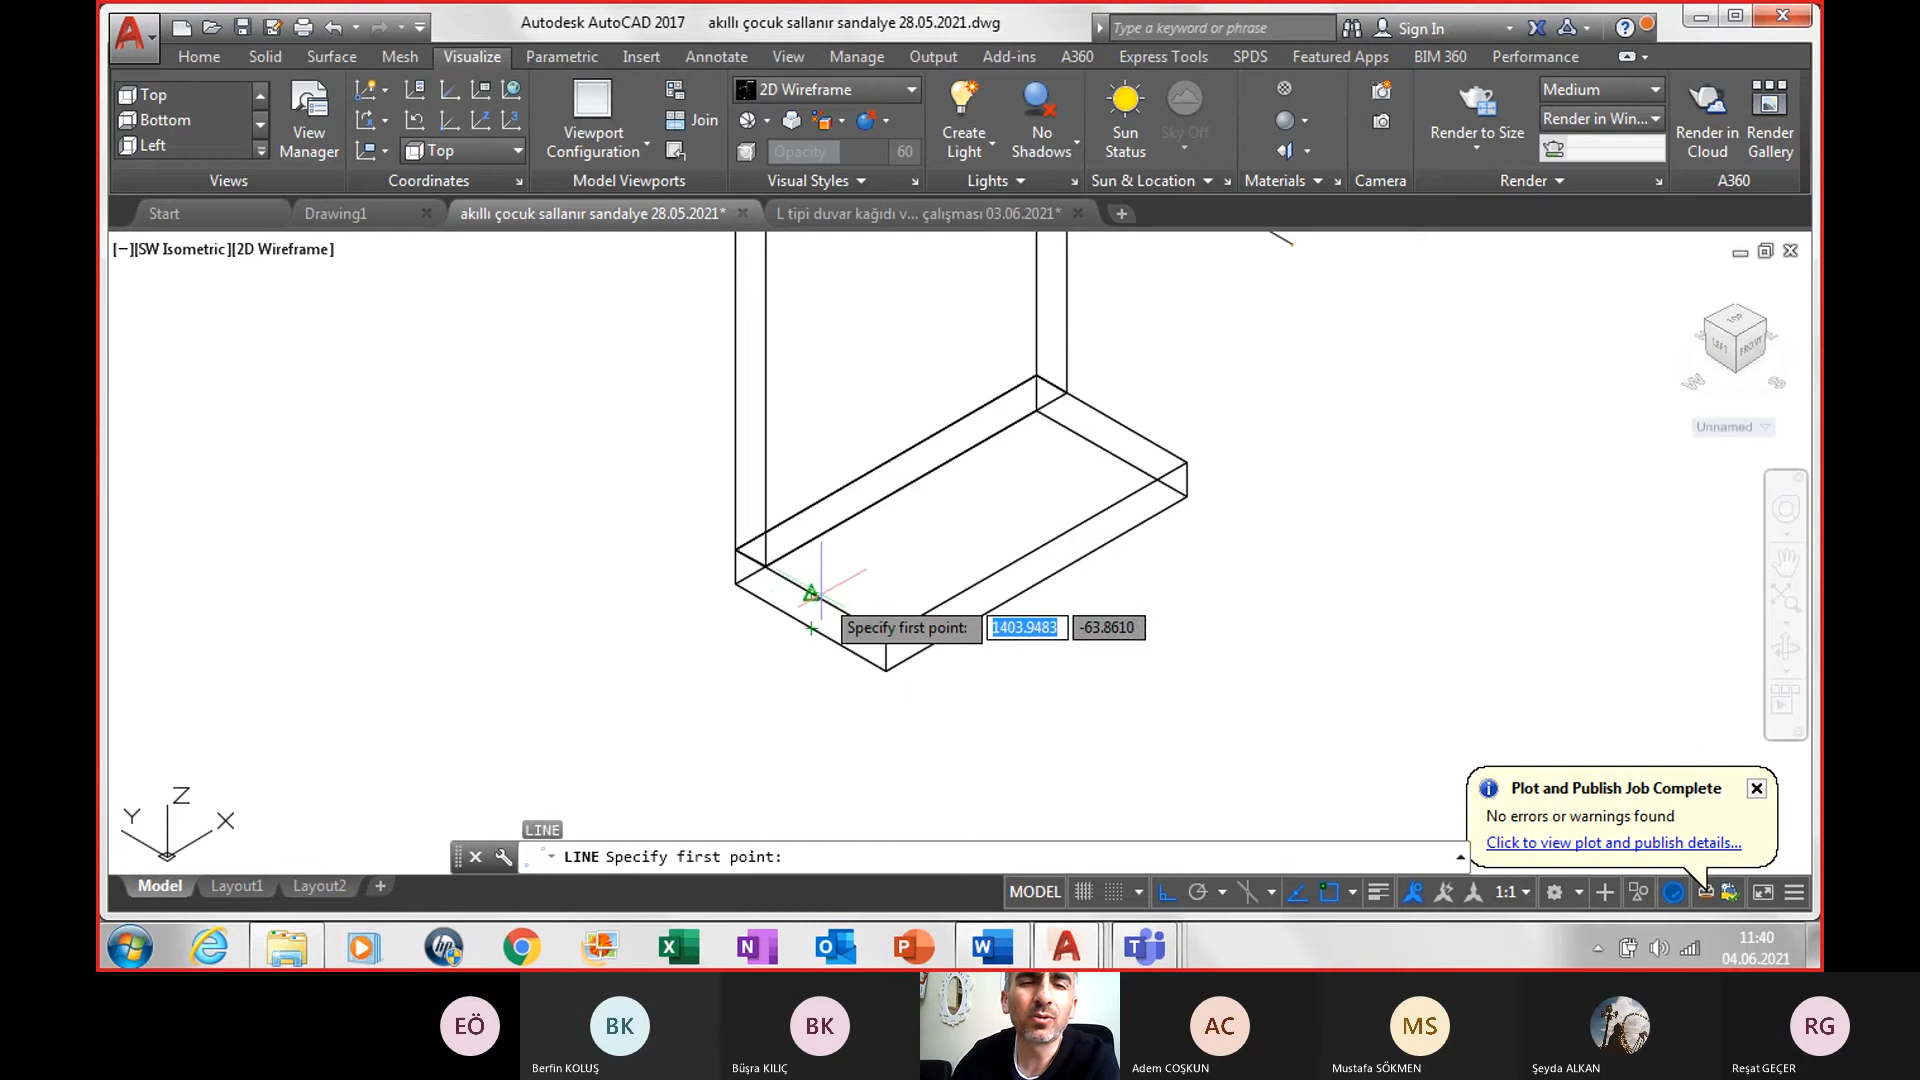 Autodesk AutoCAD 2017 akıllı çocuk sallanır sandalye 28.05.2021.dwg
Type a keyword or phrase
Sign In
Home Solid Surface Mesh Visualize Parametric Insert Annotate View Manage Output Add-ins A360 Express Tools SPDS Featured Apps BIM 360 Performance
Top
Bottom
Left
View
Manager
Top
Viewport
Configuration
Join
2D Wireframe
Opacity 60
Create
Light
No
Shadows
Sun
Status
Sky Off
Render to Size
Medium
Render in Win...
Render in
Cloud
Render
Gallery
Views Coordinates Model Viewports Visual Styles Lights Sun & Location Materials Camera Render A360
Start Drawing1 akıllı çocuk sallanır sandalye 28.05.2021* L tipi duvar kağıdı v... çalışması 03.06.2021*
[−][SW Isometric][2D Wireframe]
TOP
LEFT FRONT
W S
Unnamed
Specify first point: 1403.9483 -63.8610
Z
Y X
Plot and Publish Job Complete
No errors or warnings found
Click to view plot and publish details...
LINE
LINE Specify first point:
Model Layout1 Layout2
MODEL 1:1
11:40
04.06.2021
EÖ BK BK AC MS RG
Berfin KOLUŞ Büşra KILIÇ Adem COŞKUN Mustafa SÖKMEN Şeyda ALKAN Reşat GEÇER